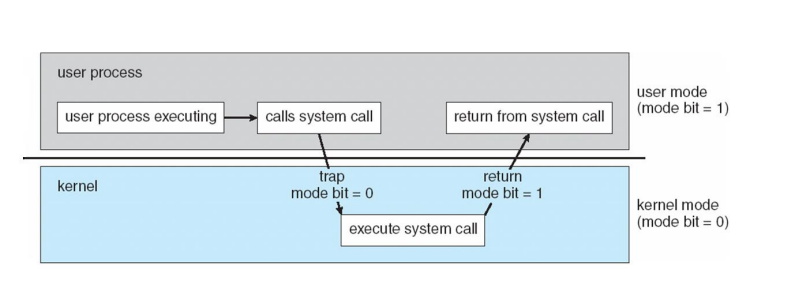 user process
user process executing
calls system call
return from system call
user mode
(mode bit = 1)
kernel
trap
mode bit = 0
return
mode bit = 1
execute system call
kernel mode
(mode bit = 0)